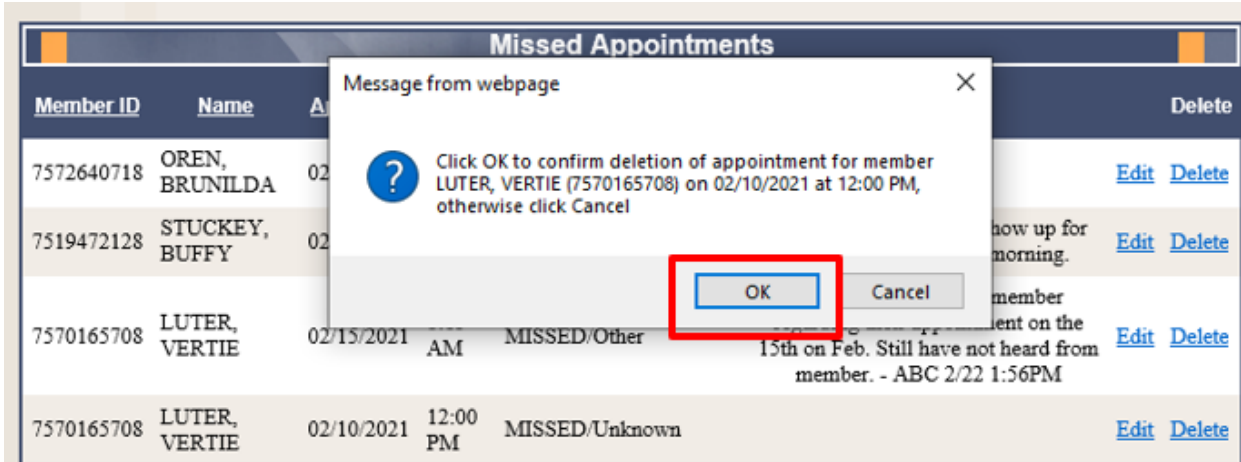 Missed Appointments
Message from webpage
Member ID Name Delete
Click OK to confirm deletion of appointment for member
LUTER, VERTIE (7570165708) on 02/10/2021 at 12:00 PM,
otherwise click Cancel
OK Cancel
7572640718 OREN, BRUNILDA 02 Edit Delete
7519472128 STUCKEY, BUFFY 02 how up for Edit Delete
morning.
member
7570165708 LUTER, VERTIE 02/15/2021 AM MISSED/Other ent on the Edit Delete
15th on Feb. Still have not heard from
member. - ABC 2/22 1:56PM
7570165708 LUTER, VERTIE 02/10/2021 12:00 PM MISSED/Unknown Edit Delete